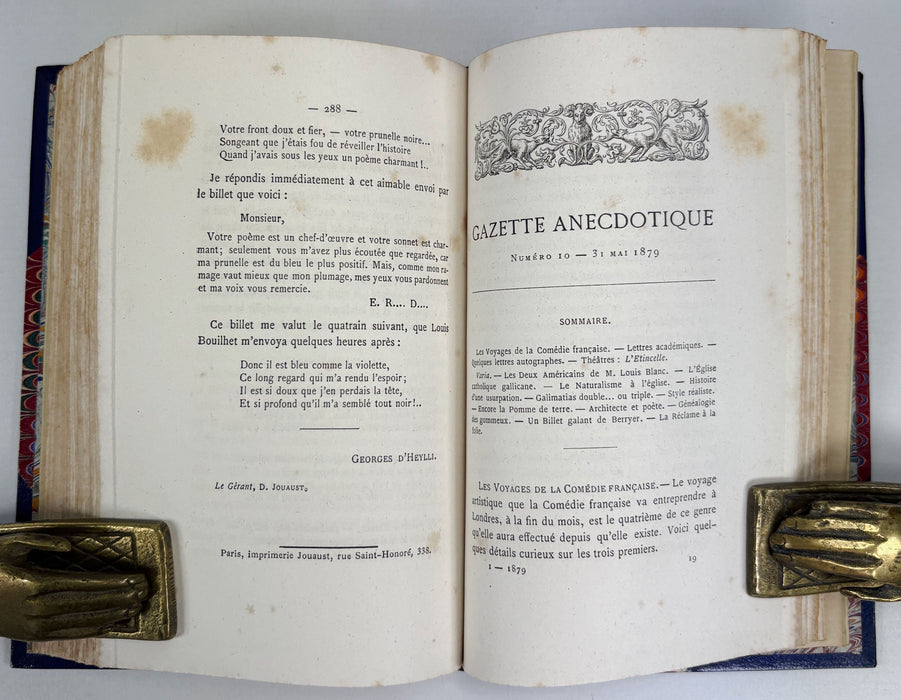 — 288 —
Votre front doux et fier, — votre prunelle noire...
Songeant que j'étais fou de réveiller l'histoire
Quand j'avais sous les yeux un poème charmant !..
Je répondis immédiatement à cet aimable envoi par
le billet que voici :
Monsieur,
Votre poème est un chef-d'œuvre et votre sonnet est char-
mant; seulement vous m'avez plus écoutée que regardée, car
ma prunelle est du bleu le plus positif. Mais, comme mon ra-
mage vaut mieux que mon plumage, mes yeux vous pardonnent
et ma voix vous remercie.
E. R.... D....
Ce billet me valut le quatrain suivant, que Louis
Bouilhet m'envoya quelques heures après :
Donc il est bleu comme la violette,
Ce long regard qui m'a rendu l'espoir;
Il est si doux que j'en perdais la tête,
Et si profond qu'il m'a semblé tout noir!..
GEORGES D'HEYLLI.
Le Gérant, D. JOUAUST.
Paris, imprimerie Jouaust, rue Saint-Honoré, 338.
GAZETTE ANECDOTIQUE
NUMÉRO 10 — 31 MAI 1879
SOMMAIRE.
Les Voyages de la Comédie française. — Lettres académiques. —
Quelques lettres autographes. — Théâtres : L'Etincelle.
Varia. — Les Deux Américains de M. Louis Blanc. — L'Église
catholique gallicane. — Le Naturalisme à l'église. — Histoire
d'une usurpation. — Galimatias double... ou triple. — Style réaliste.
— Encore la Pomme de terre. — Architecte et poète. — Généalogie
des gommeux. — Un Billet galant de Berryer. — La Réclame à la
folie.
LES VOYAGES DE LA COMÉDIE FRANÇAISE. — Le voyage
artistique que la Comédie française va entreprendre à
Londres, à la fin du mois, est le quatrième de ce genre
qu'elle aura effectué depuis qu'elle existe. Voici quel-
ques détails curieux sur les trois premiers.
I — 1879
19